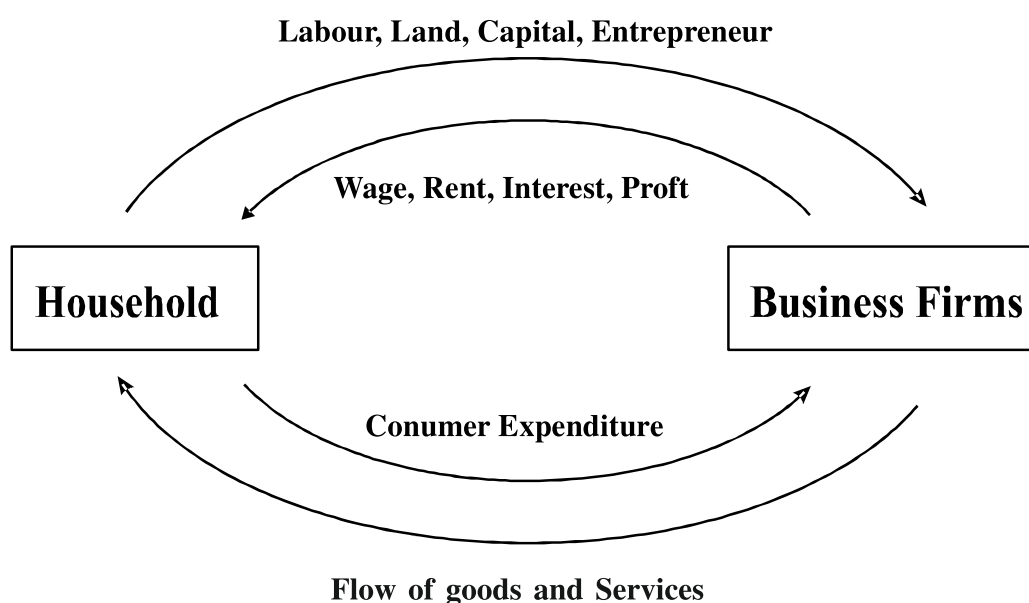 Labour, Land, Capital, Entrepreneur
Wage, Rent, Interest, Proft
Household
Business Firms
Conumer Expenditure
Flow of goods and Services